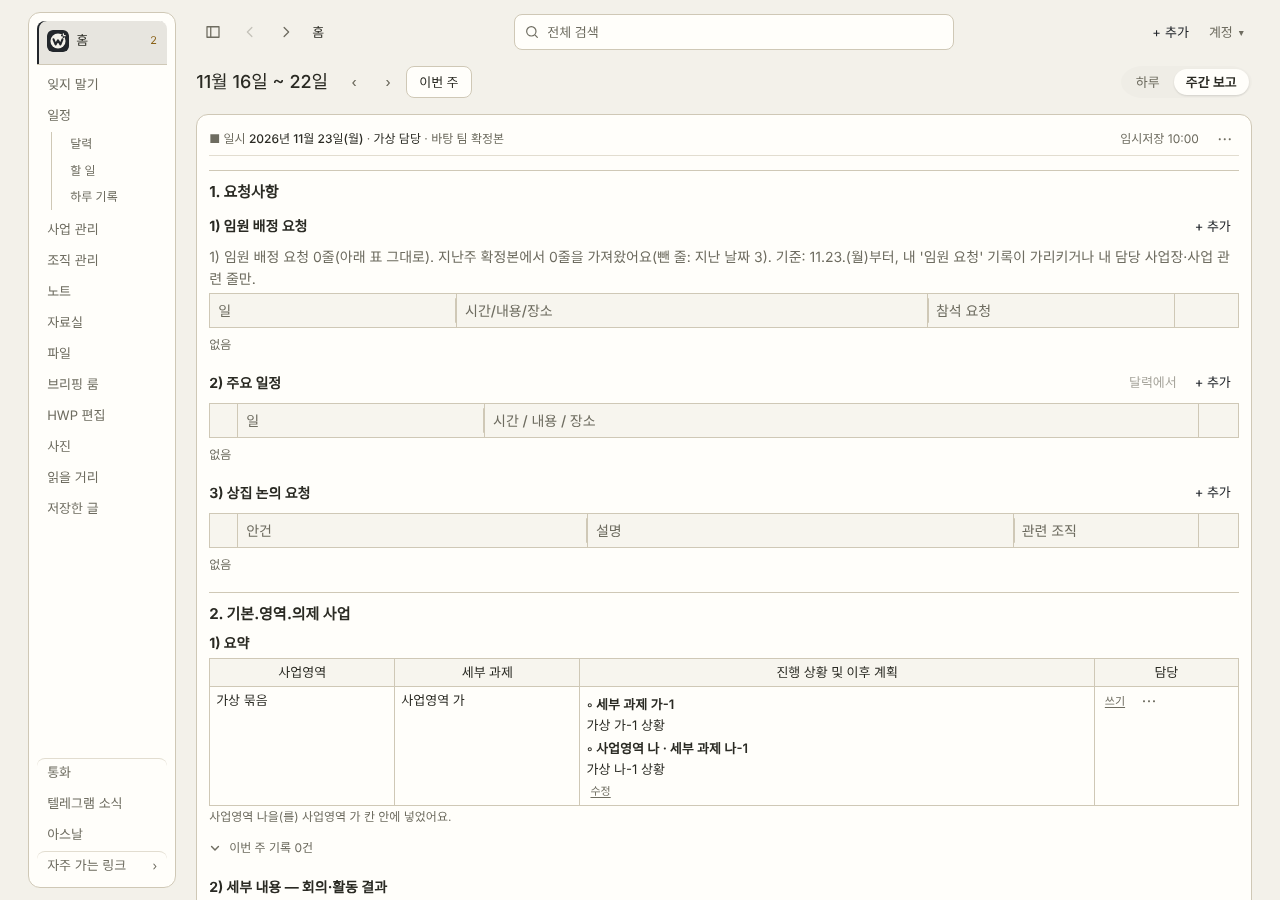 홈
2
잊지 말기
일정
달력
할 일
하루 기록
사업 관리
조직 관리
노트
자료실
파일
브리핑 룸
HWP 편집
사진
읽을 거리
저장한 글
통화
텔레그램 소식
아스날
자주 가는 링크 ›
홈
전체 검색
+ 추가
계정 ▾
11월 16일 ~ 22일
‹ › 이번 주
하루 주간 보고
■ 일시 2026년 11월 23일(월) · 가상 담당 · 바탕 팀 확정본
임시저장 10:00 ⋯
1. 요청사항
1) 임원 배정 요청
+ 추가
1) 임원 배정 요청 0줄(아래 표 그대로). 지난주 확정본에서 0줄을 가져왔어요(뺀 줄: 지난 날짜 3). 기준: 11.23.(월)부터, 내 '임원 요청' 기록이 가리키거나 내 담당 사업장·사업 관
련 줄만.
일 시간/내용/장소 참석 요청
없음
2) 주요 일정
달력에서 + 추가
일 시간 / 내용 / 장소
없음
3) 상집 논의 요청
+ 추가
안건 설명 관련 조직
없음
2. 기본.영역.의제 사업
1) 요약
사업영역 세부 과제 진행 상황 및 이후 계획 담당
가상 묶음 사업영역 가
∘ 세부 과제 가-1
가상 가-1 상황
∘ 사업영역 나 · 세부 과제 나-1
가상 나-1 상황
수정
쓰기 ⋯
사업영역 나을(를) 사업영역 가 칸 안에 넣었어요.
이번 주 기록 0건
2) 세부 내용 — 회의·활동 결과